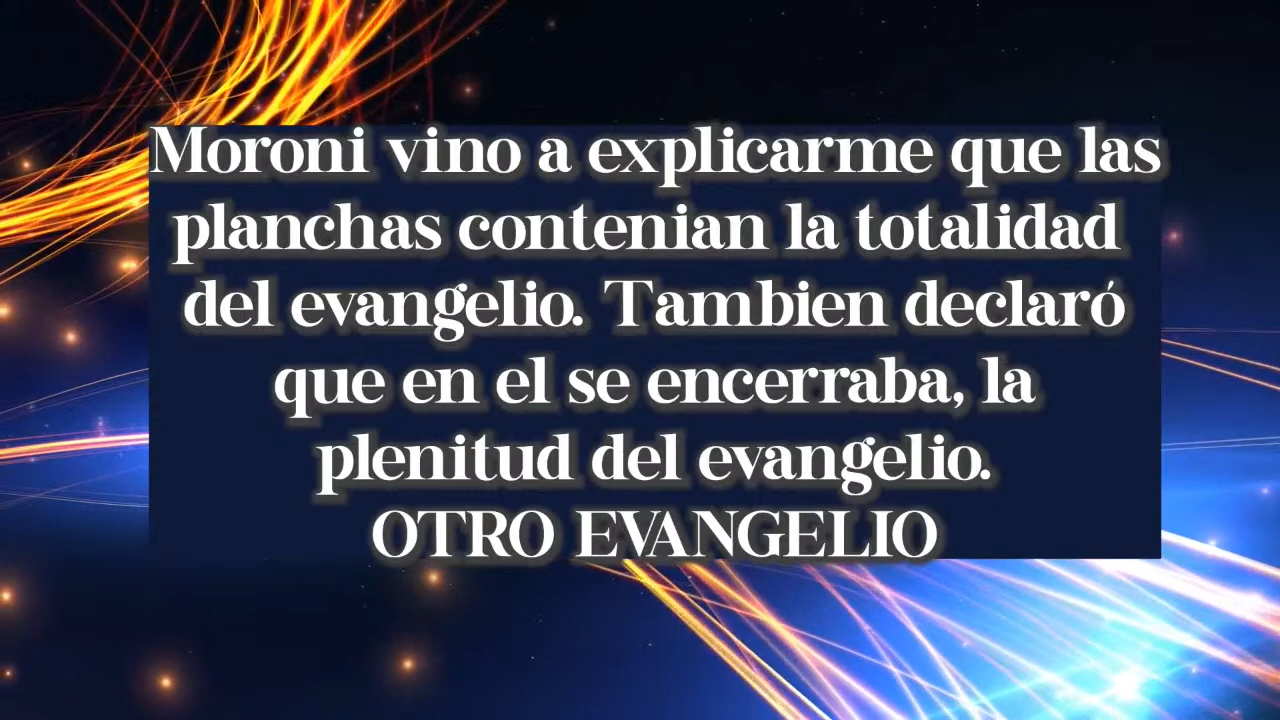 Moroni vino a explicarme que las
planchas contenian la totalidad
del evangelio. Tambien declaró
que en el se encerraba, la
plenitud del evangelio.
OTRO EVANGELIO